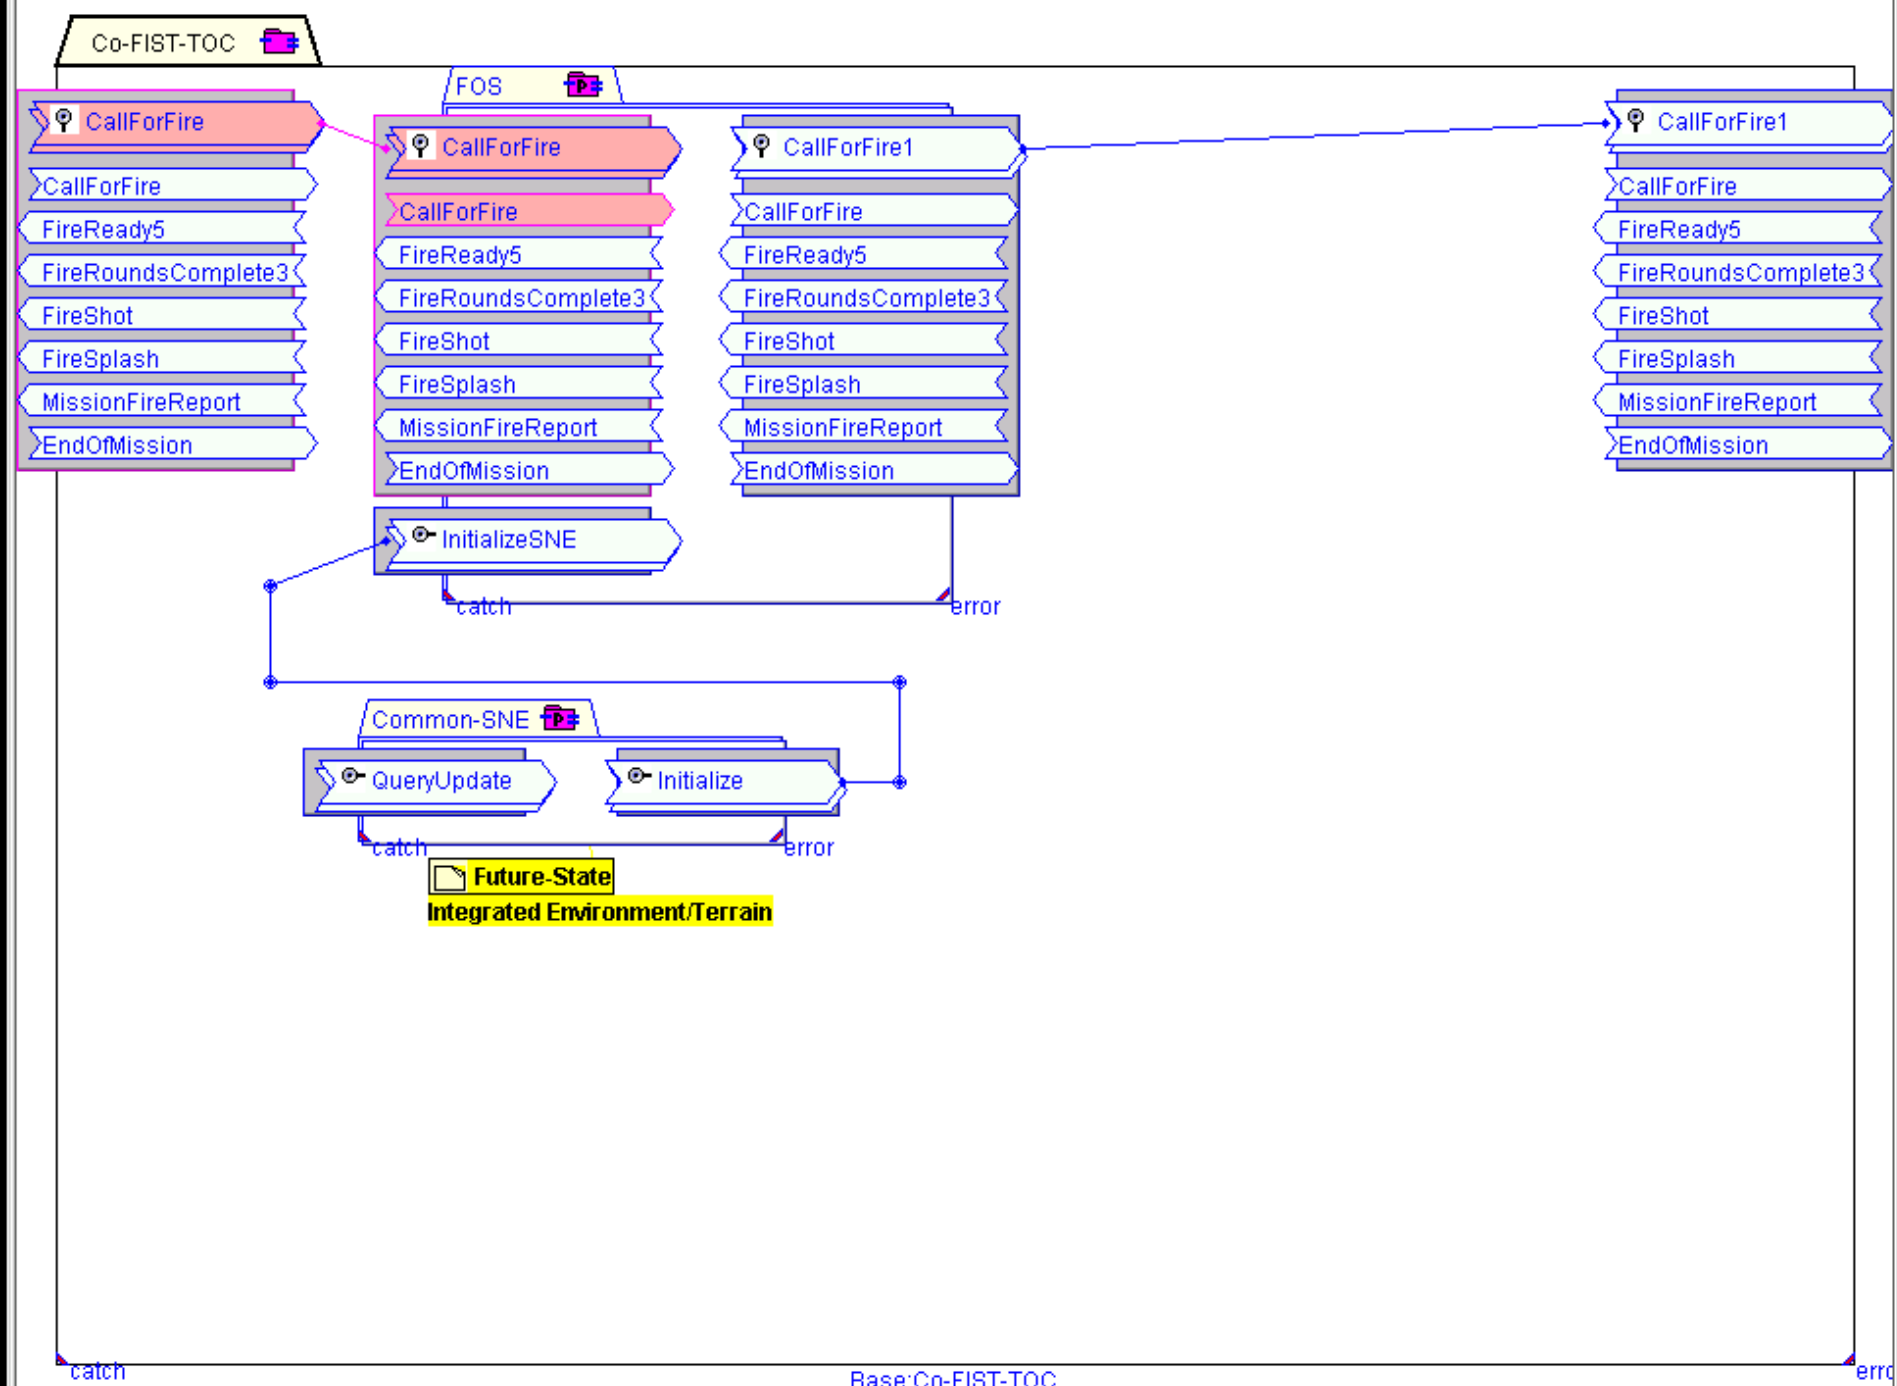 Co-FIST-TOC
CallForFire
CallForFire
FireReady5
FireRoundsComplete3
FireShot
FireSplash
MissionFireReport
EndOfMission
FOS
P
CallForFire
CallForFire
FireReady5
FireRoundsComplete3
FireShot
FireSplash
MissionFireReport
EndOfMission
InitializeSNE
CallForFire1
CallForFire
FireReady5
FireRoundsComplete3
FireShot
FireSplash
MissionFireReport
EndOfMission
catch
error
CallForFire1
CallForFire
FireReady5
FireRoundsComplete3
FireShot
FireSplash
MissionFireReport
EndOfMission
Common-SNE
P
QueryUpdate
Initialize
catch
error
Future-State
Integrated Environment/Terrain
catch
Base:Co-FIST-TOC